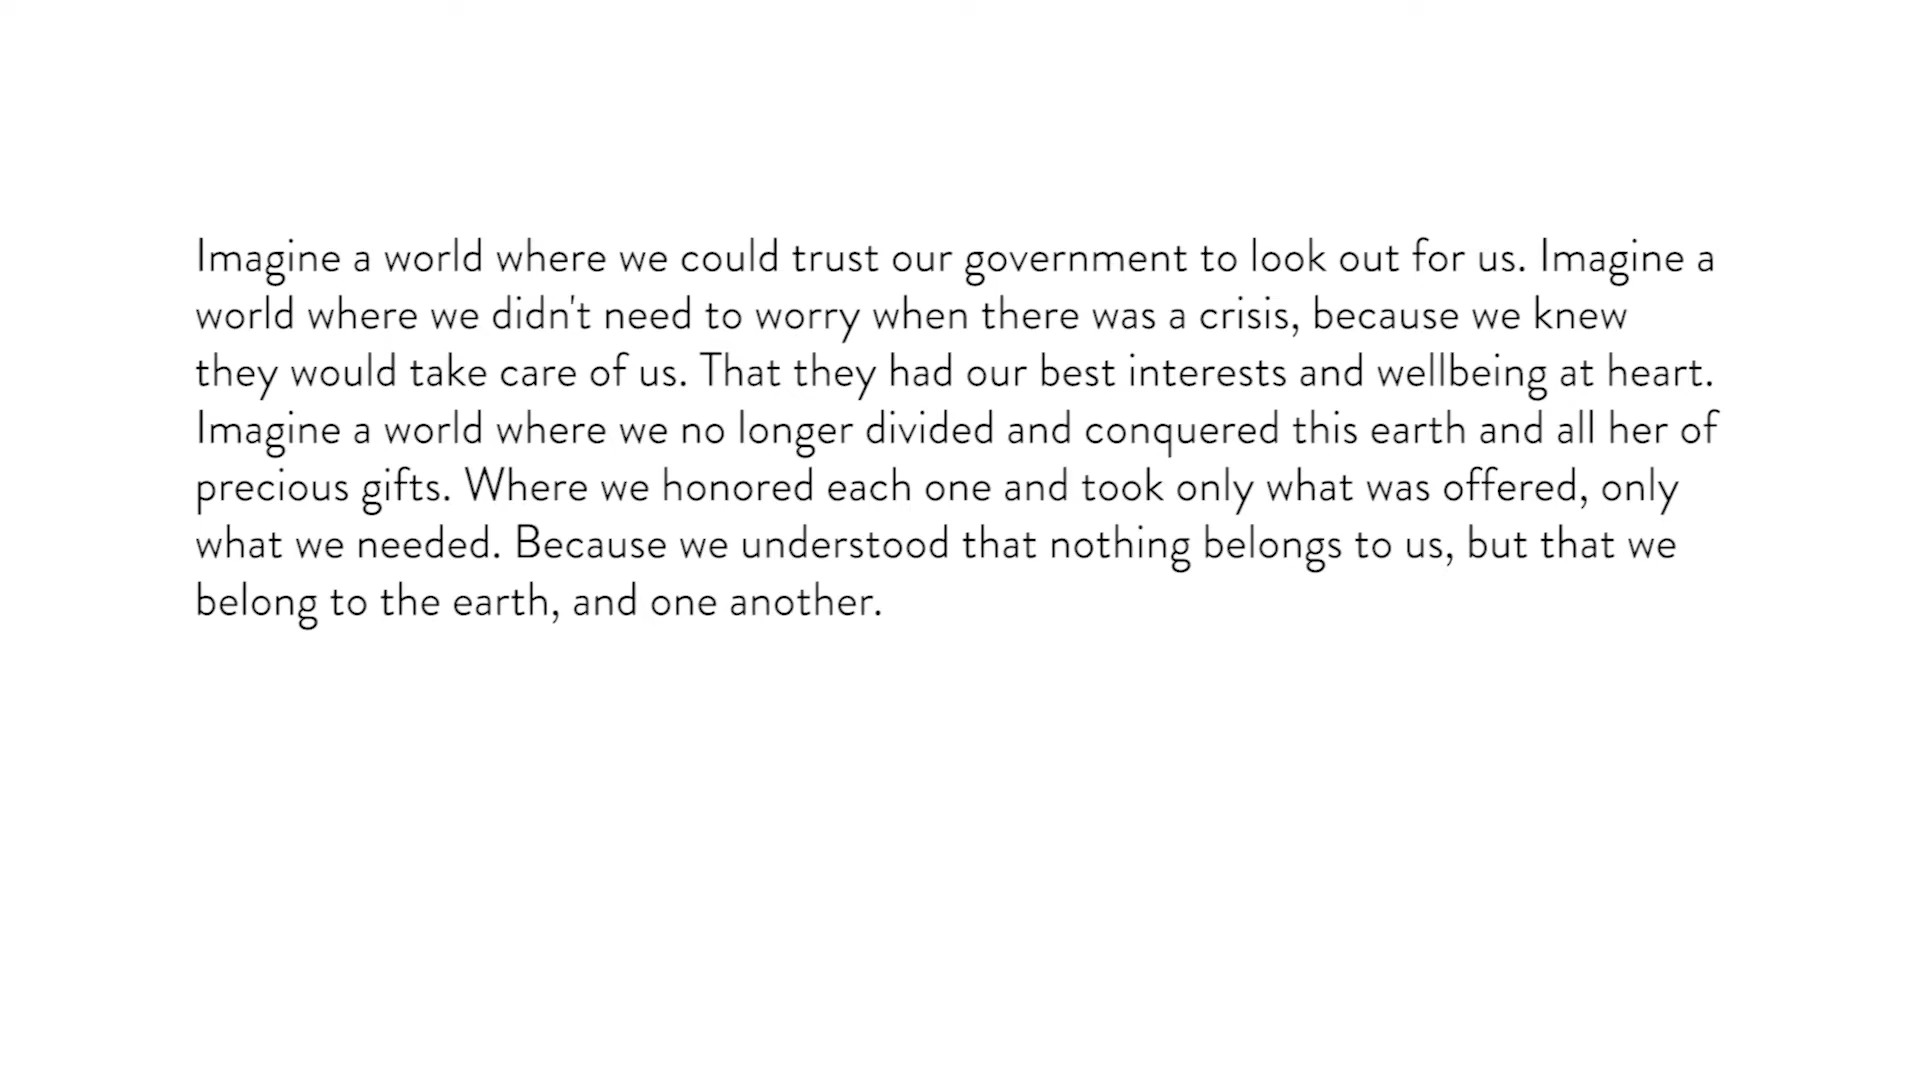 Imagine a world where we could trust our government to look out for us. Imagine a
world where we didn't need to worry when there was a crisis, because we knew
they would take care of us. That they had our best interests and wellbeing at heart.
Imagine a world where we no longer divided and conquered this earth and all her of
precious gifts. Where we honored each one and took only what was offered, only
what we needed. Because we understood that nothing belongs to us, but that we
belong to the earth, and one another.